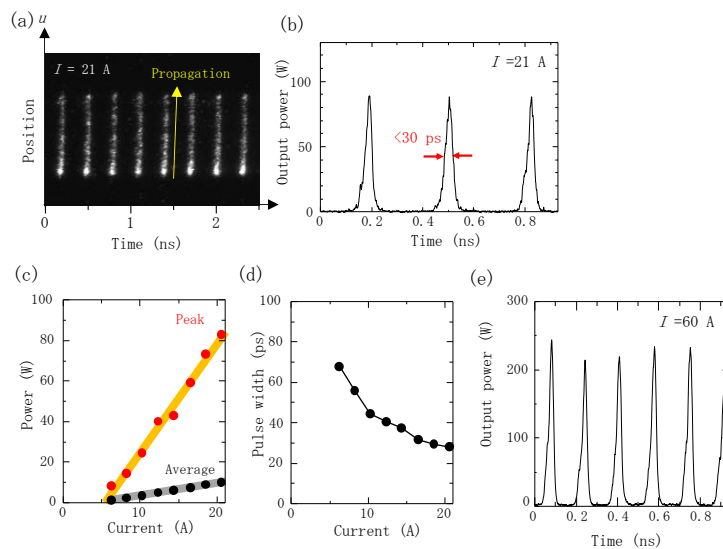 (a)
u
I = 21 A
Propagation
Position
0
1
2
Time (ns)
(b)
I =21 A
<30 ps
Output power (W)
100
50
0
0
0.2
0.4
0.6
0.8
Time (ns)
(c)
Peak
Average
Power (W)
100
80
60
40
20
0
0
10
20
Current (A)
(d)
Pulse width (ps)
100
80
60
40
20
0
0
10
20
Current (A)
(e)
I =60 A
Output power (W)
300
200
100
0
0
0.2
0.4
0.6
0.8
Time (ns)